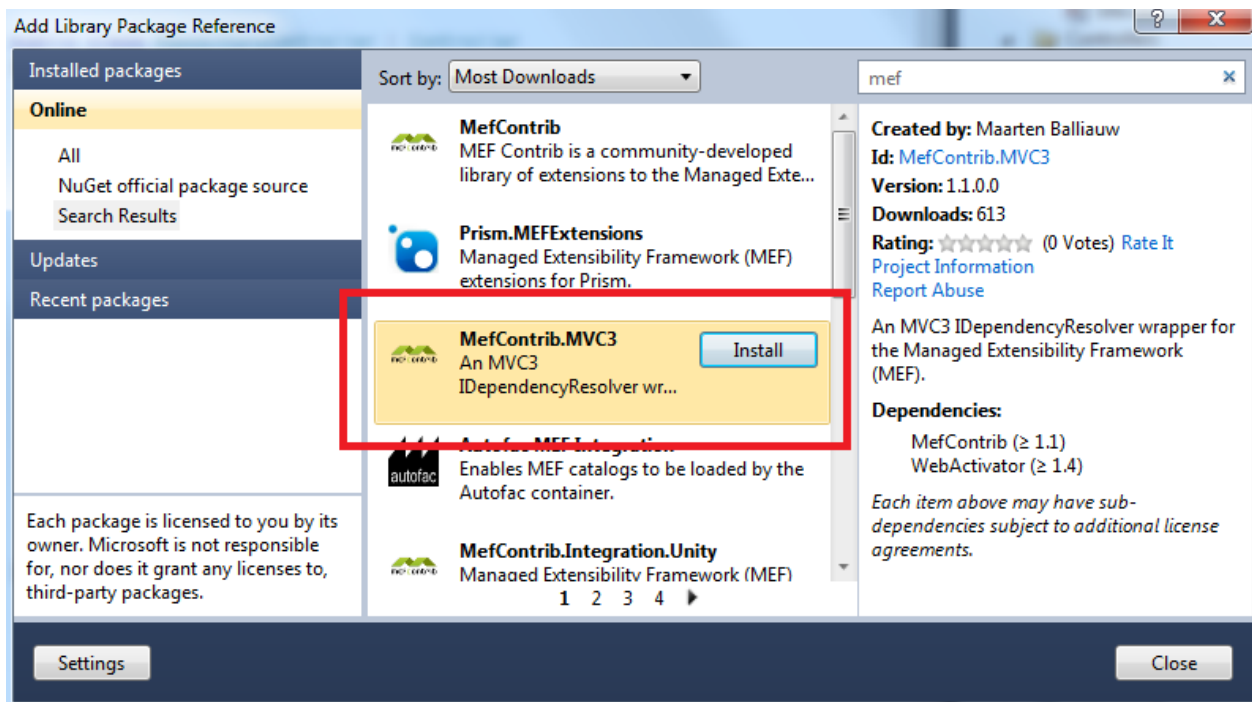 Add Library Package Reference
?
X
Installed packages
Online
All
NuGet official package source
Search Results
Updates
Recent packages
Each package is licensed to you by its
owner. Microsoft is not responsible
for, nor does it grant any licenses to,
third-party packages.
Sort by: Most Downloads
MefContrib
MEF Contrib is a community-developed
library of extensions to the Managed Exte...
Prism.MEFExtensions
Managed Extensibility Framework (MEF)
extensions for Prism.
MefContrib.MVC3
Install
An MVC3
IDependencyResolver wr...
autofac
Autofac MEF Integration
Enables MEF catalogs to be loaded by the
Autofac container.
MefContrib.Integration.Unity
Managed Extensibility Framework (MEF)
1 2 3 4
mef
Created by: Maarten Balliauw
Id: MefContrib.MVC3
Version: 1.1.0.0
Downloads: 613
Rating: (0 Votes) Rate It
Project Information
Report Abuse
An MVC3 IDependencyResolver wrapper for
the Managed Extensibility Framework
(MEF).
Dependencies:
MefContrib (≥ 1.1)
WebActivator (≥ 1.4)
Each item above may have sub-
dependencies subject to additional license
agreements.
Settings
Close